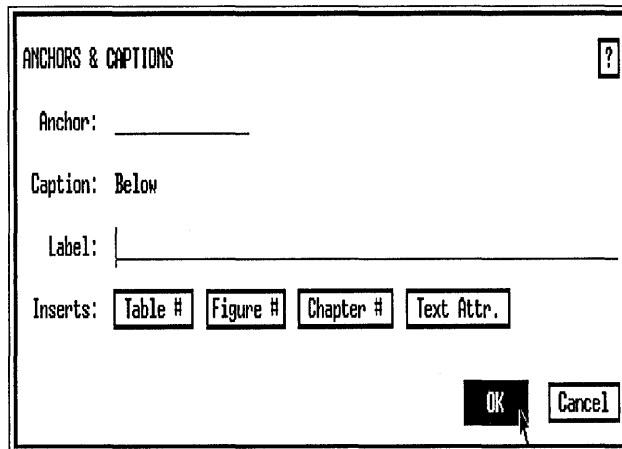 ANCHORS & CAPTIONS ?
Anchor:
Caption: Below
Label:
Inserts: Table # Figure # Chapter # Text Attr.
OK Cancel